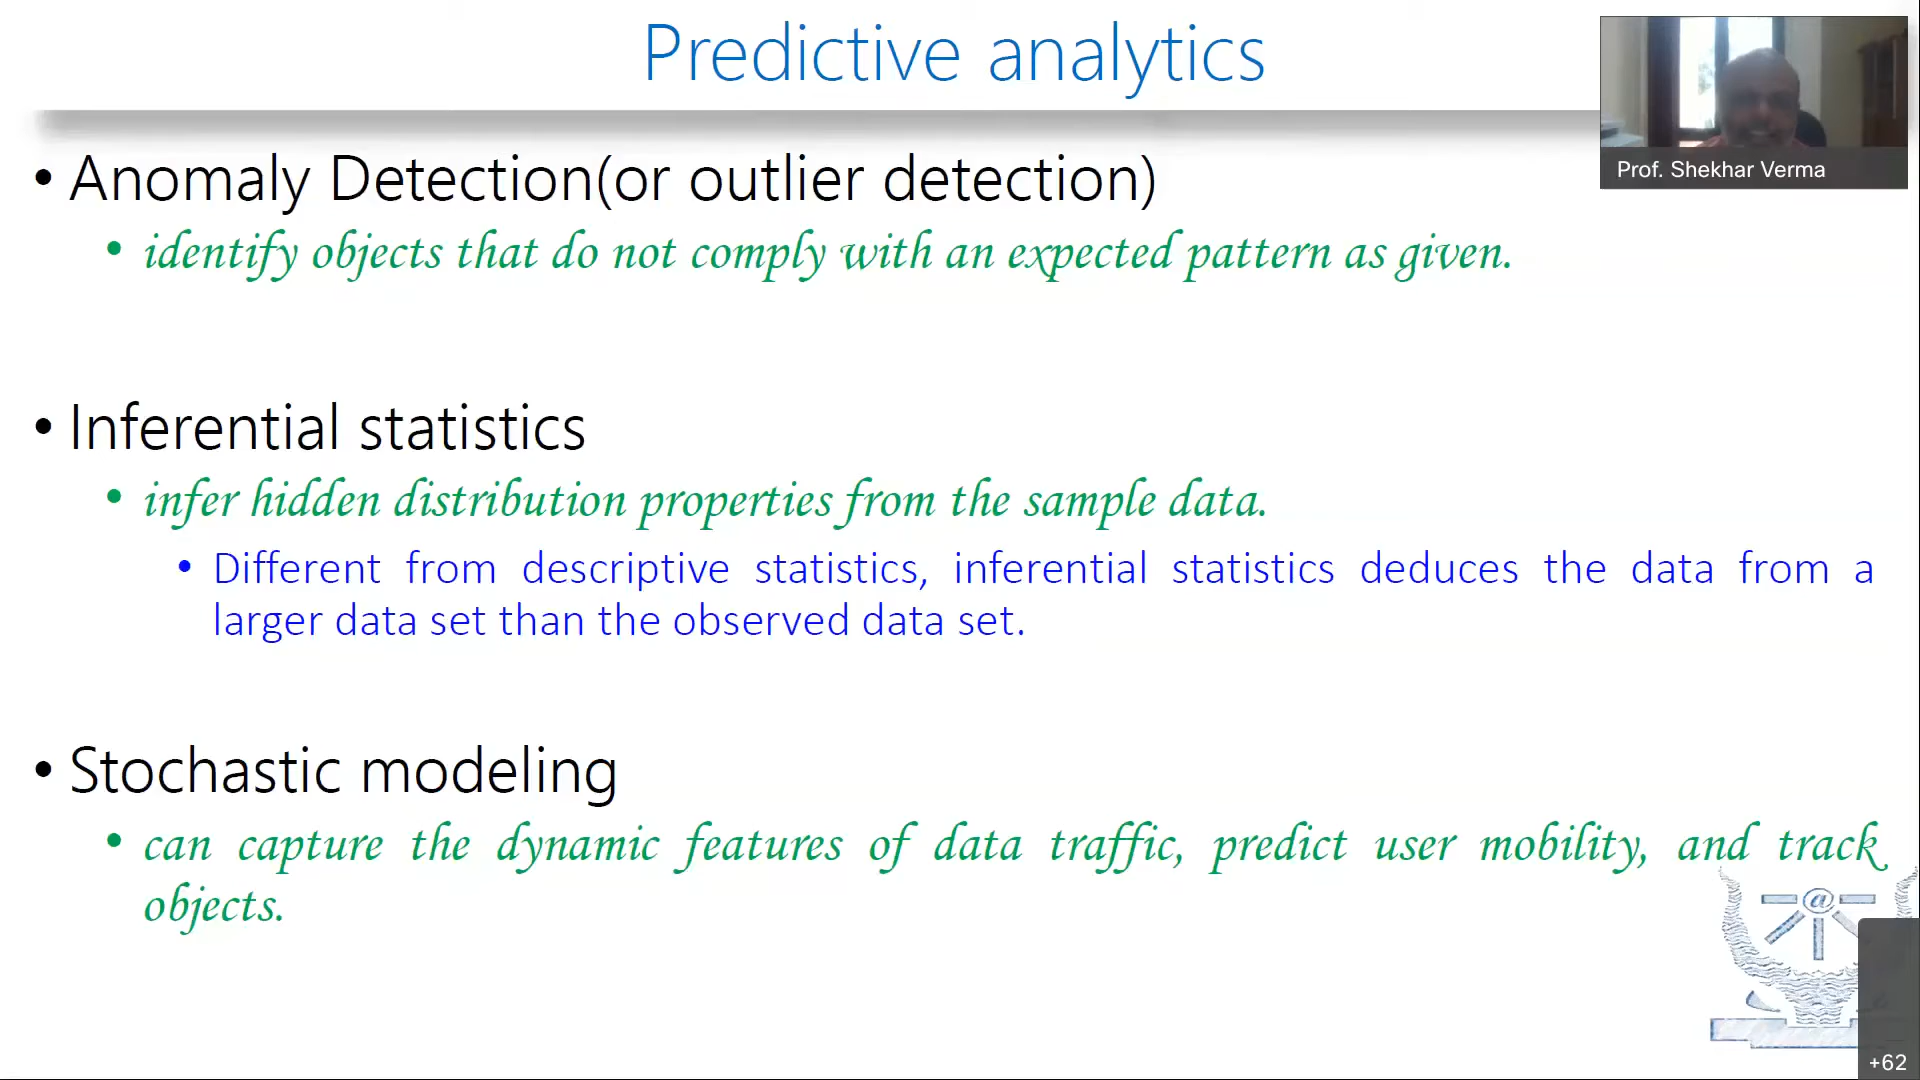 Predictive analytics
Prof. Shekhar Verma
• Anomaly Detection(or outlier detection)
• identify objects that do not comply with an expected pattern as given.
• Inferential statistics
• infer hidden distribution properties from the sample data.
• Different from descriptive statistics, inferential statistics deduces the data from a
larger data set than the observed data set.
• Stochastic modeling
• can capture the dynamic features of data traffic, predict user mobility, and track
objects.
@
+62